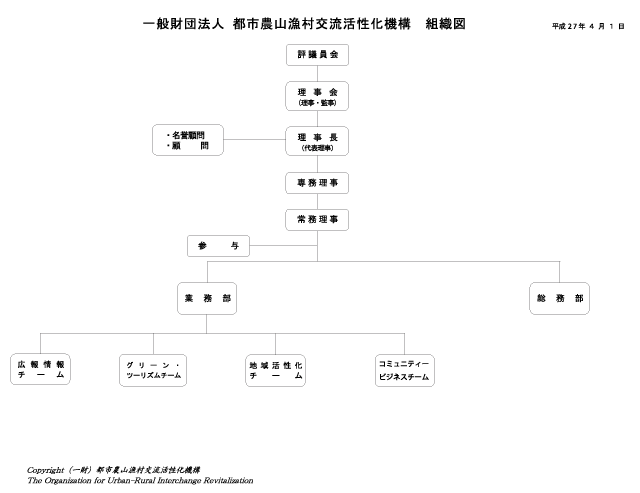 一般財団法人 都市農山漁村交流活性化機構 組織図
平成27年 4 月 1 日
評議員会
理 事 会
(理事・監事)
・名誉顧問
・顧 問
理 事 長
(代表理事)
専務理事
常務理事
参 与
業 務 部
総 務 部
広報情報
チ ー ム
グリーン・
ツーリズムチーム
地域活性化
チ ー ム
コミュニティー
ビジネスチーム
Copyright (一財) 都市農山漁村交流活性化機構
The Organization for Urban-Rural Interchange Revitalization